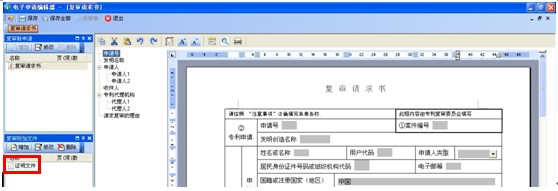 电子申请编辑器 - [复审请求书]
保存 保存全部 退出
复审请求书
复审新申请
增加 修改 删除
名称 页(项)数
复审请求书
复审附加文件
增加 修改 删除
名称 页(项)数
证明文件
申请号
发明名称
申请人
申请人1
申请人2
收件人
专利代理机构
代理人1
代理人2
请求复审的理由
复 审 请 求 书
请按照“注意事项”正确填写本表各栏
此框内容由专利复审委员会填写
②
专利申请
申请号
①案件编号
发明创造名称
姓名或名称
用户代码
申请人类型
居民身份证件号码或组织机构代码
电子邮箱
国籍或注册国家（地区）
中国
申